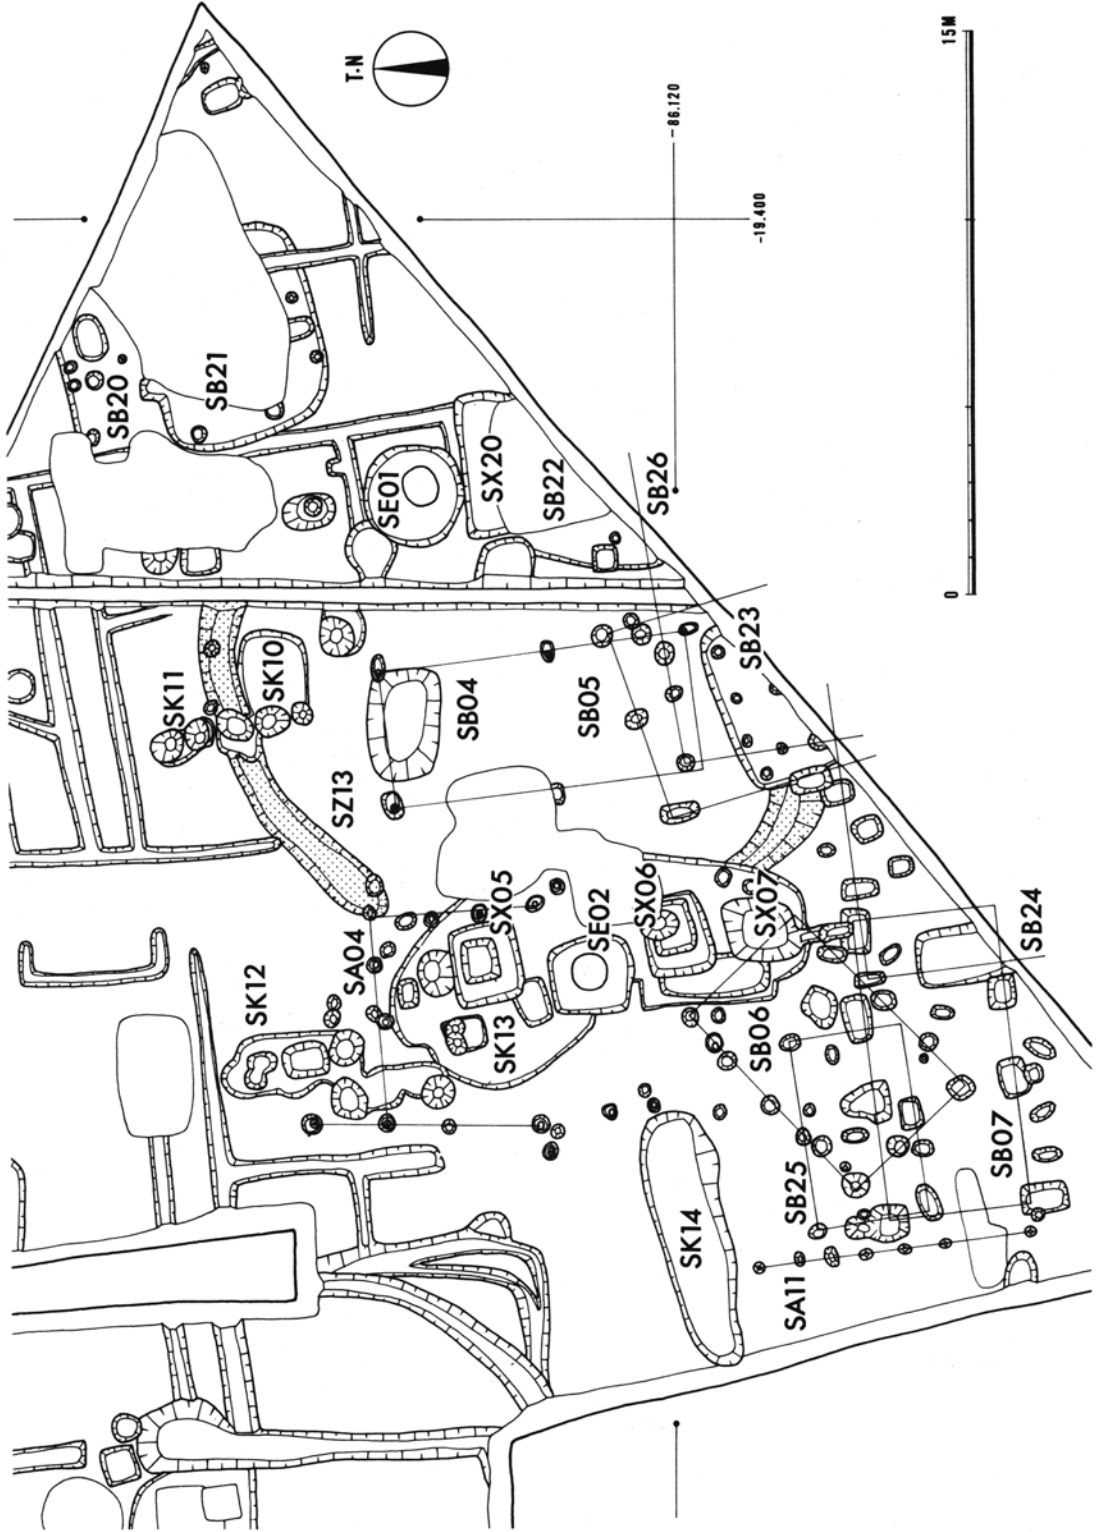 T·N
15M
0
-86.120
-19.400
SB20
SB21
SE01
SX20
SB22
SB26
SK11
SK10
SB04
SB05
SB23
SZ13
SA04
SX05
SE02
SX06
SX07
SB24
SK12
SK13
SB06
SB07
SB25
SK14
SA11